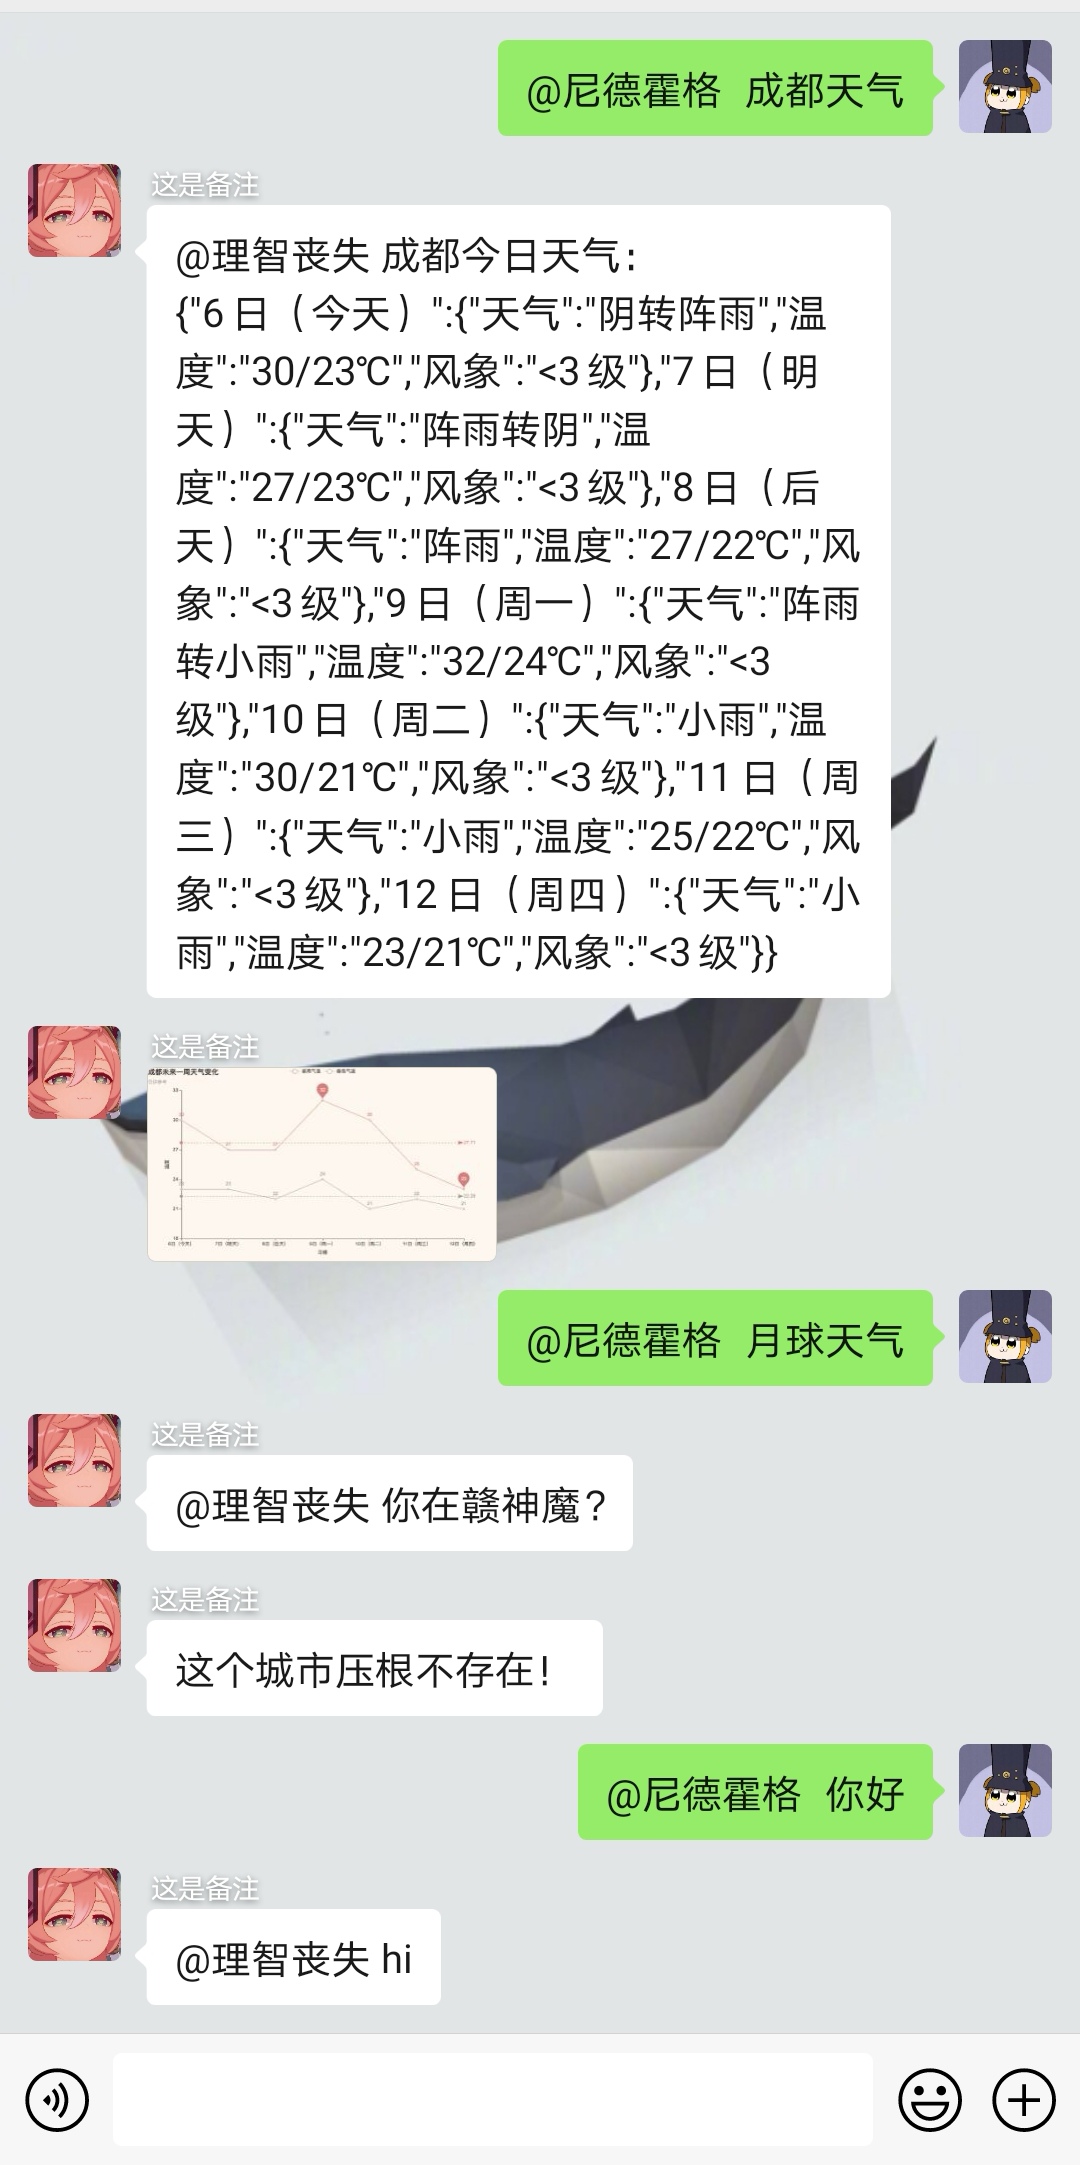 @尼德霍格 成都天气
这是备注
@理智丧失 成都今日天气：
{"6日（今天）":{"天气":"阴转阵雨","温
度":"30/23℃","风象":"<3级"},"7日（明
天）":{"天气":"阵雨转阴","温
度":"27/23℃","风象":"<3级"},"8日（后
天）":{"天气":"阵雨","温度":"27/22℃","风
象":"<3级"},"9日（周一）":{"天气":"阵雨
转小雨","温度":"32/24℃","风象":"<3
级"},"10日（周二）":{"天气":"小雨","温
度":"30/21℃","风象":"<3级"},"11日（周
三）":{"天气":"小雨","温度":"25/22℃","风
象":"<3级"},"12日（周四）":{"天气":"小
雨","温度":"23/21℃","风象":"<3级"}}
这是备注
成都未来一周天气变化
@尼德霍格 月球天气
这是备注
@理智丧失 你在赣神魔？
这是备注
这个城市压根不存在！
@尼德霍格 你好
这是备注
@理智丧失 hi